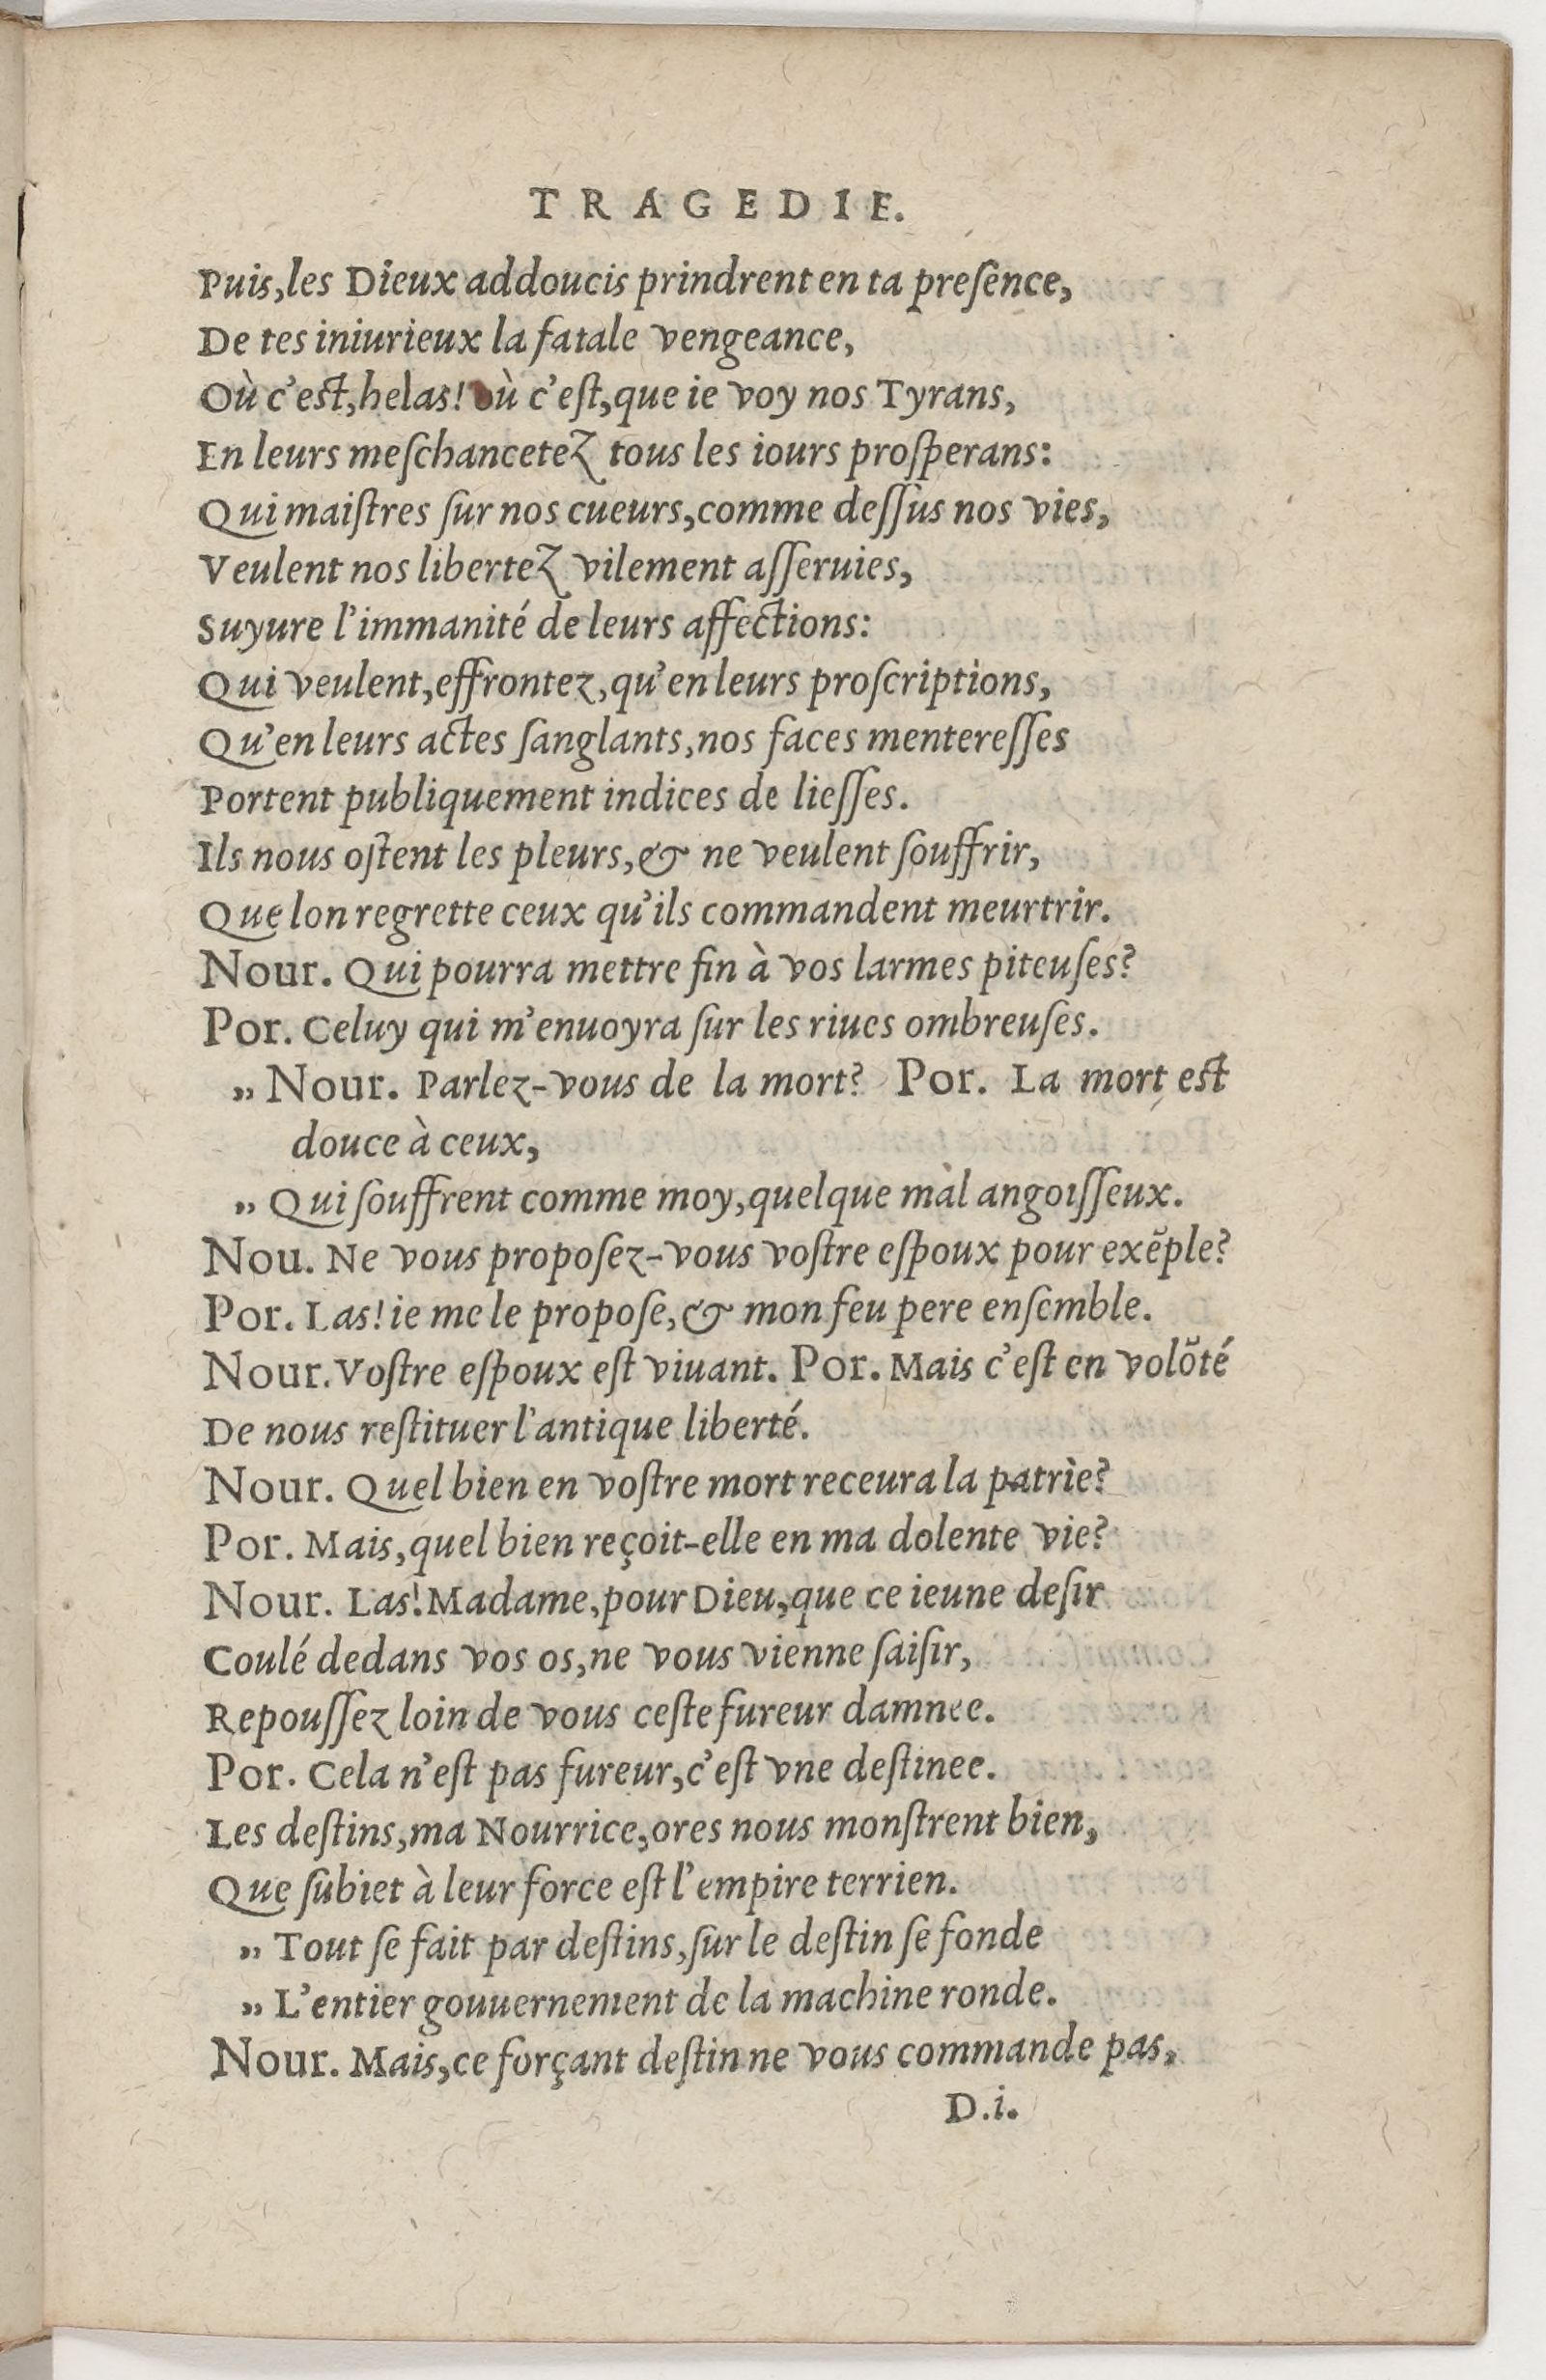 TRAGEDIE.
Puis, les Dieux addoucis prindrent en ta preſence,
De tes iniurieux la fatale vengeance,
Où c'eſt, helas! où c'eſt, que ie voy nos Tyrans,
En leurs meſchancetez tous les iours proſperans:
Qui maiſtres ſur nos cueurs, comme deſſus nos vies,
Veulent nos libertez vilement aſſeruies,
Suyure l'immanité de leurs affections:
Qui veulent, effrontez, qu'en leurs proſcriptions,
Qu'en leurs actes ſanglants, nos faces mentereſſes
Portent publiquement indices de lieſſes.
Ils nous oſtent les pleurs, & ne veulent ſouffrir,
Que lon regrette ceux qu'ils commandent meurtrir.
Nour. Qui pourra mettre fin à vos larmes piteuſes?
Por. Celuy qui m'enuoyra ſur les riues ombreuſes.
„ Nour. Parlez-vous de la mort? Por. La mort eſt
douce à ceux,
„ Qui ſouffrent comme moy, quelque mal angoiſſeux.
Nou. Ne vous propoſez-vous voſtre eſpoux pour exẽple?
Por. Las! ie me le propoſe, & mon feu pere enſemble.
Nour. Voſtre eſpoux eſt viuant. Por. Mais c'eſt en volõté
De nous reſtituer l'antique liberté.
Nour. Quel bien en voſtre mort receura la patrie?
Por. Mais, quel bien reçoit-elle en ma dolente vie?
Nour. Las! Madame, pour Dieu, que ce ieune deſir
Coulé dedans vos os, ne vous vienne ſaiſir,
Repouſſez loin de vous ceſte fureur damnee.
Por. Cela n'eſt pas fureur, c'eſt vne deſtinee.
Les deſtins, ma Nourrice, ores nous monſtrent bien,
Que ſubiet à leur force eſt l'empire terrien.
„ Tout ſe fait par deſtins, ſur le deſtin ſe fonde
„ L'entier gouuernement de la machine ronde.
Nour. Mais, ce forçant deſtin ne vous commande pas,
D.i.